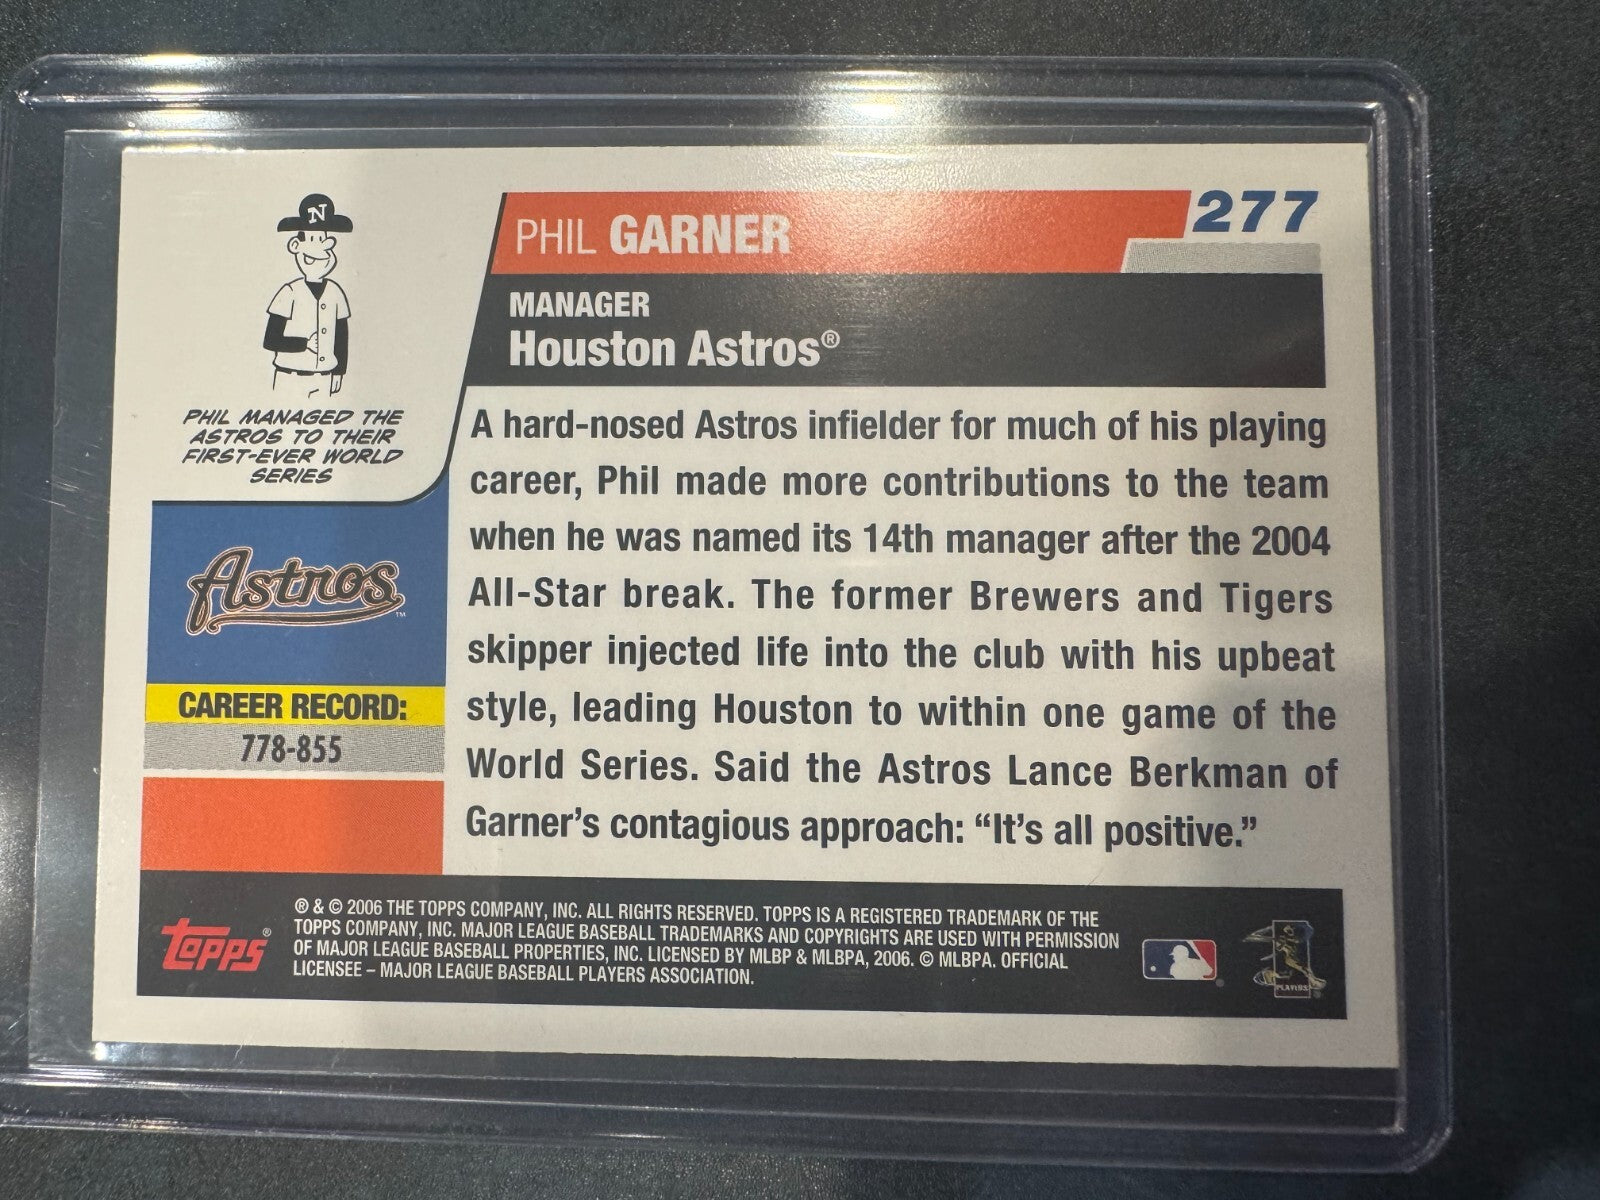 N
PHIL MANAGED THE
ASTROS TO THEIR
FIRST-EVER WORLD
SERIES
Astros™
CAREER RECORD:
778-855
PHIL GARNER
277
MANAGER
Houston Astros®
A hard-nosed Astros infielder for much of his playing
career, Phil made more contributions to the team
when he was named its 14th manager after the 2004
All-Star break. The former Brewers and Tigers
skipper injected life into the club with his upbeat
style, leading Houston to within one game of the
World Series. Said the Astros Lance Berkman of
Garner's contagious approach: “It's all positive.”
topps®
® & © 2006 THE TOPPS COMPANY, INC. ALL RIGHTS RESERVED. TOPPS IS A REGISTERED TRADEMARK OF THE
TOPPS COMPANY, INC. MAJOR LEAGUE BASEBALL TRADEMARKS AND COPYRIGHTS ARE USED WITH PERMISSION
OF MAJOR LEAGUE BASEBALL PROPERTIES, INC. LICENSED BY MLBP & MLBPA, 2006. © MLBPA. OFFICIAL
LICENSEE – MAJOR LEAGUE BASEBALL PLAYERS ASSOCIATION.
PLAYERS